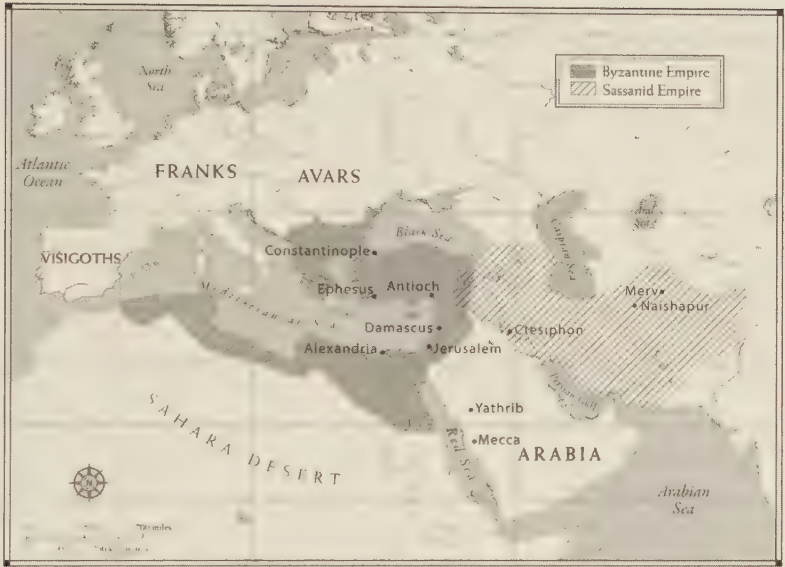 Byzantine Empire
Sassanid Empire
North
Sea
Atlantic
Ocean
FRANKS
AVARS
Black Sea
Caspian Sea
Aral
Sea
VISIGOTHS
Constantinople
Ephesus
Antioch
Merv
Naishapur
Damascus
Ctesiphon
Alexandria
Jerusalem
Persian Gulf
Yathrib
SAHARA DESERT
Mecca
Red Sea
ARABIA
N
Arabian
Sea